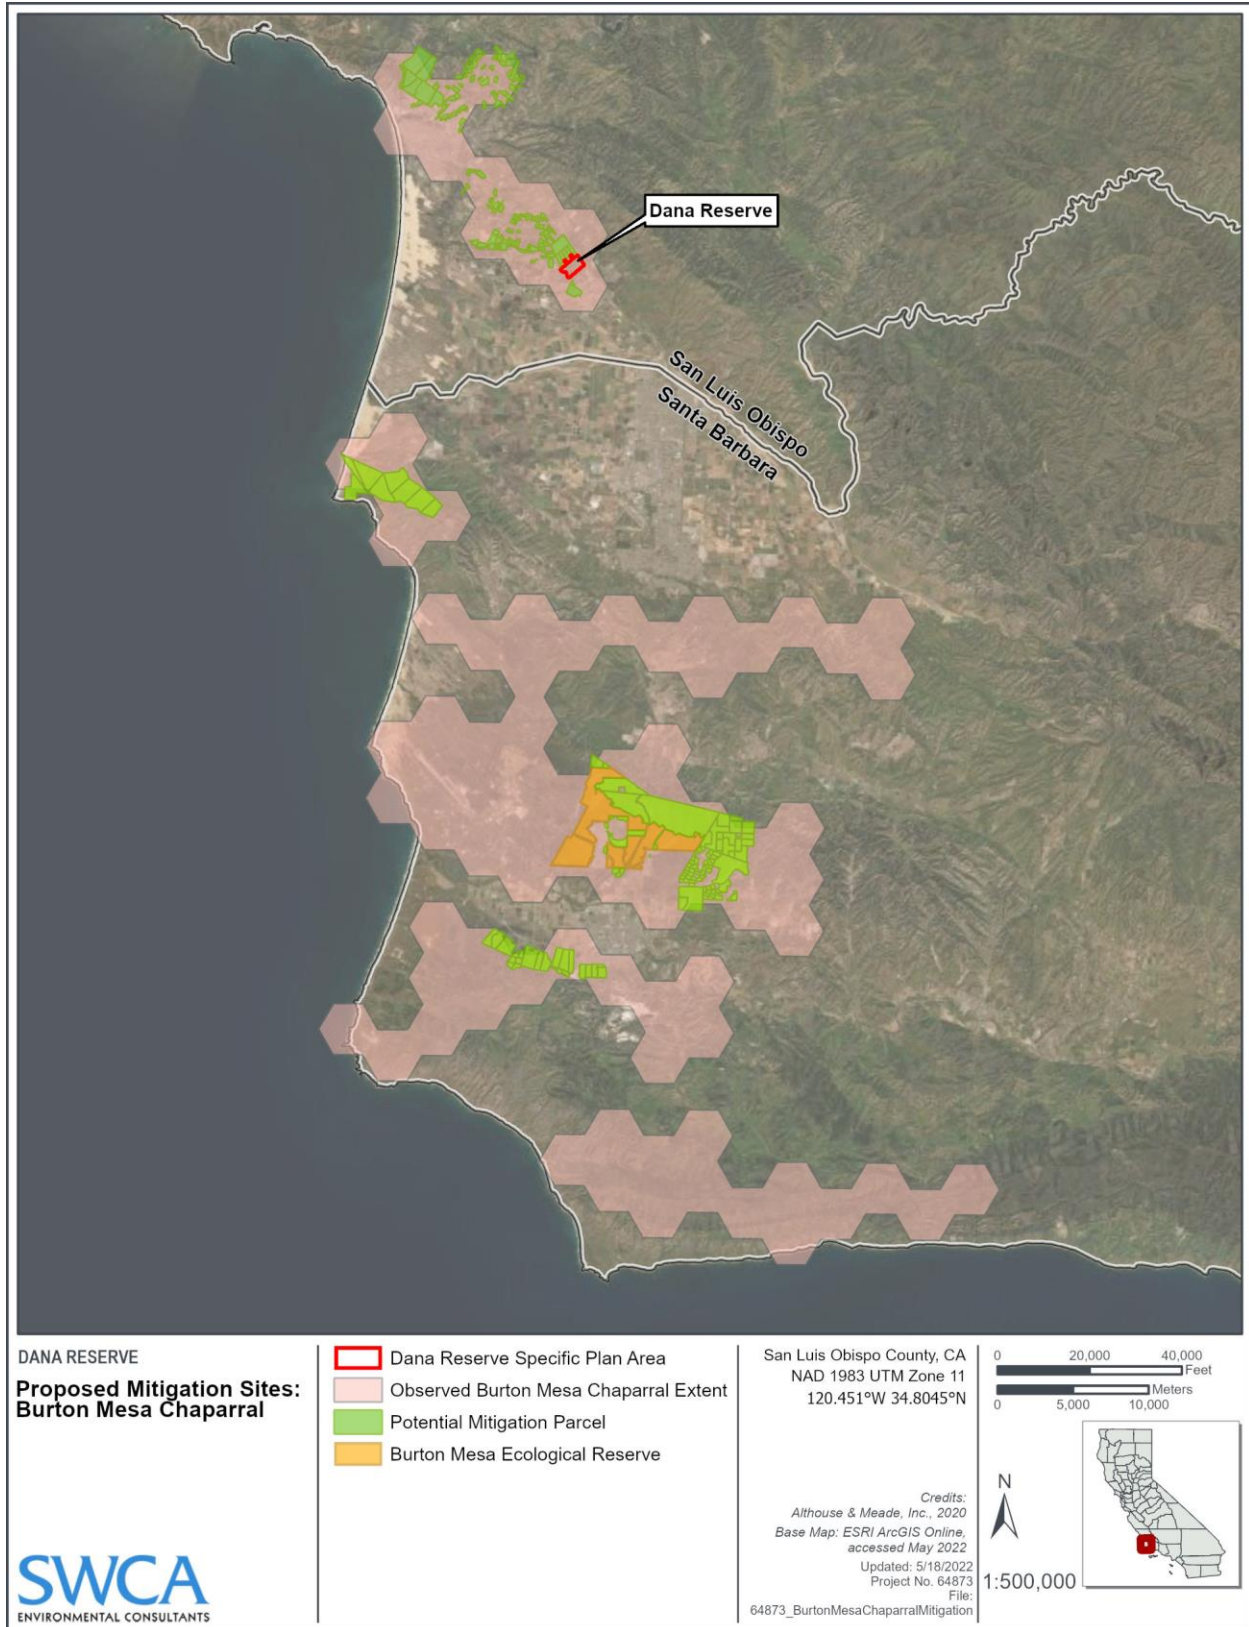 Dana Reserve
San Luis Obispo
Santa Barbara
DANA RESERVE
Proposed Mitigation Sites:
Burton Mesa Chaparral
SWCA
ENVIRONMENTAL CONSULTANTS
Dana Reserve Specific Plan Area
Observed Burton Mesa Chaparral Extent
Potential Mitigation Parcel
Burton Mesa Ecological Reserve
San Luis Obispo County, CA
NAD 1983 UTM Zone 11
120.451°W 34.8045°N
Credits:
Althouse & Meade, Inc., 2020
Base Map: ESRI ArcGIS Online,
accessed May 2022
Updated: 5/18/2022
Project No. 64873
File:
64873_BurtonMesaChaparralMitigation
0 20,000 40,000
Feet
Meters
0 5,000 10,000
N
1:500,000